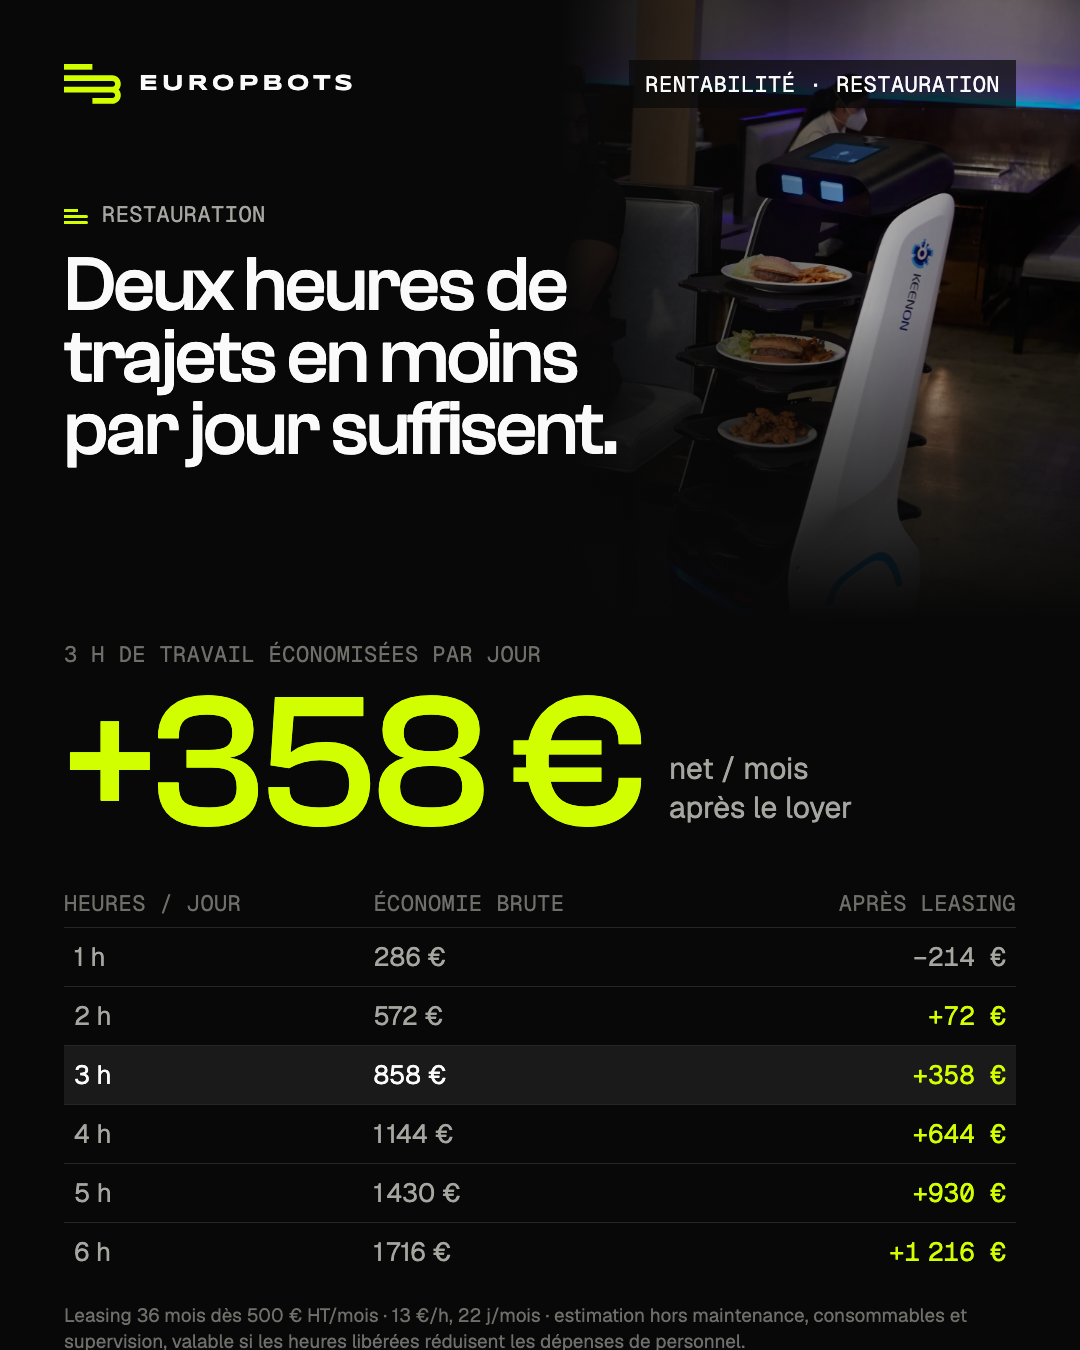 EUROPBOTS
RENTABILITÉ · RESTAURATION
RESTAURATION
Deux heures de
trajets en moins
par jour suffisent.
KEENON
3 H DE TRAVAIL ÉCONOMISÉES PAR JOUR
+358 €
net / mois
après le loyer
HEURES / JOUR ÉCONOMIE BRUTE APRÈS LEASING
1 h 286 € −214 €
2 h 572 € +72 €
3 h 858 € +358 €
4 h 1144 € +644 €
5 h 1430 € +930 €
6 h 1716 € +1 216 €
Leasing 36 mois dès 500 € HT/mois · 13 €/h, 22 j/mois · estimation hors maintenance, consommables et
supervision, valable si les heures libérées réduisent les dépenses de personnel.